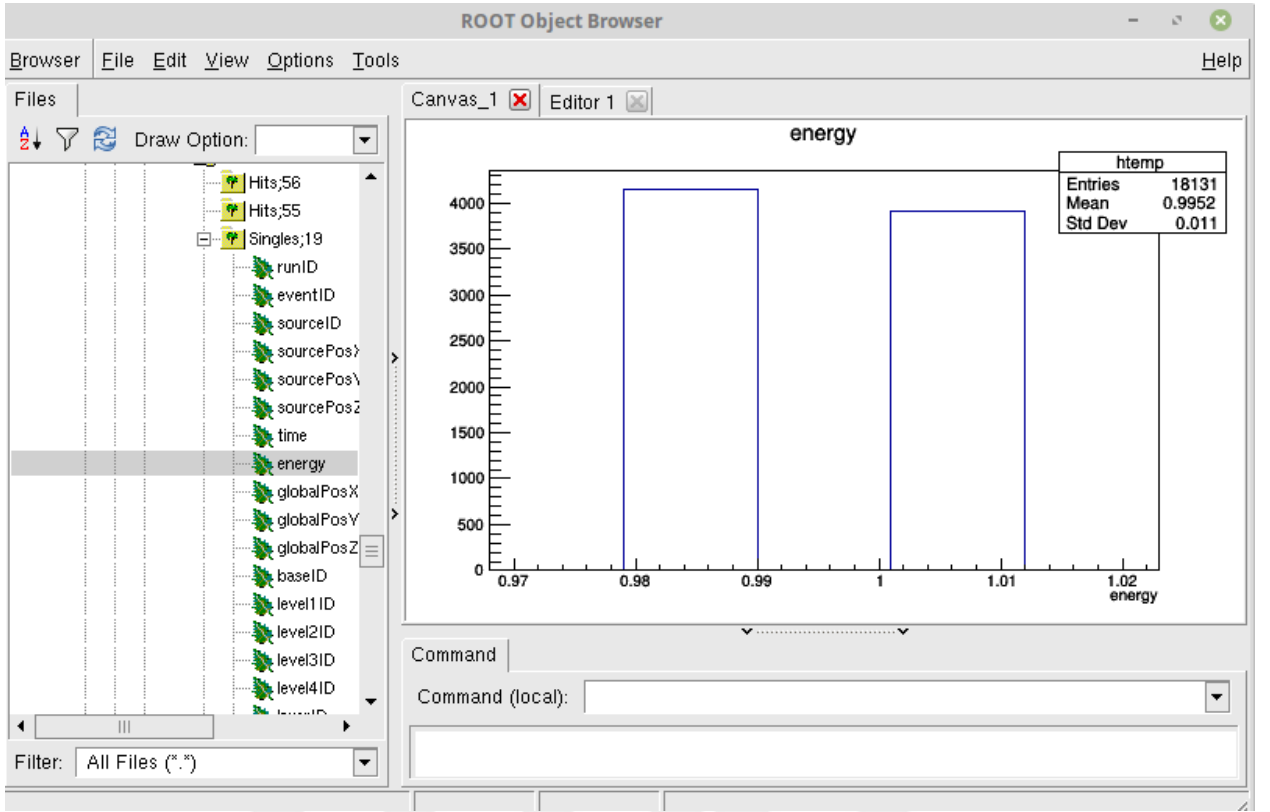 ROOT Object Browser
Browser File Edit View Options Tools Help
Files
Draw Option:
Hits;56
Hits;55
Singles;19
runID
eventID
sourceID
sourcePosX
sourcePosY
sourcePosZ
time
energy
globalPosX
globalPosY
globalPosZ
baseID
level1ID
level2ID
level3ID
level4ID
Filter: All Files (*.*)
Canvas_1 Editor 1
energy
htemp
Entries 18131
Mean 0.9952
Std Dev 0.011
4000
3500
3000
2500
2000
1500
1000
500
0
0.97 0.98 0.99 1 1.01 1.02
energy
Command
Command (local):